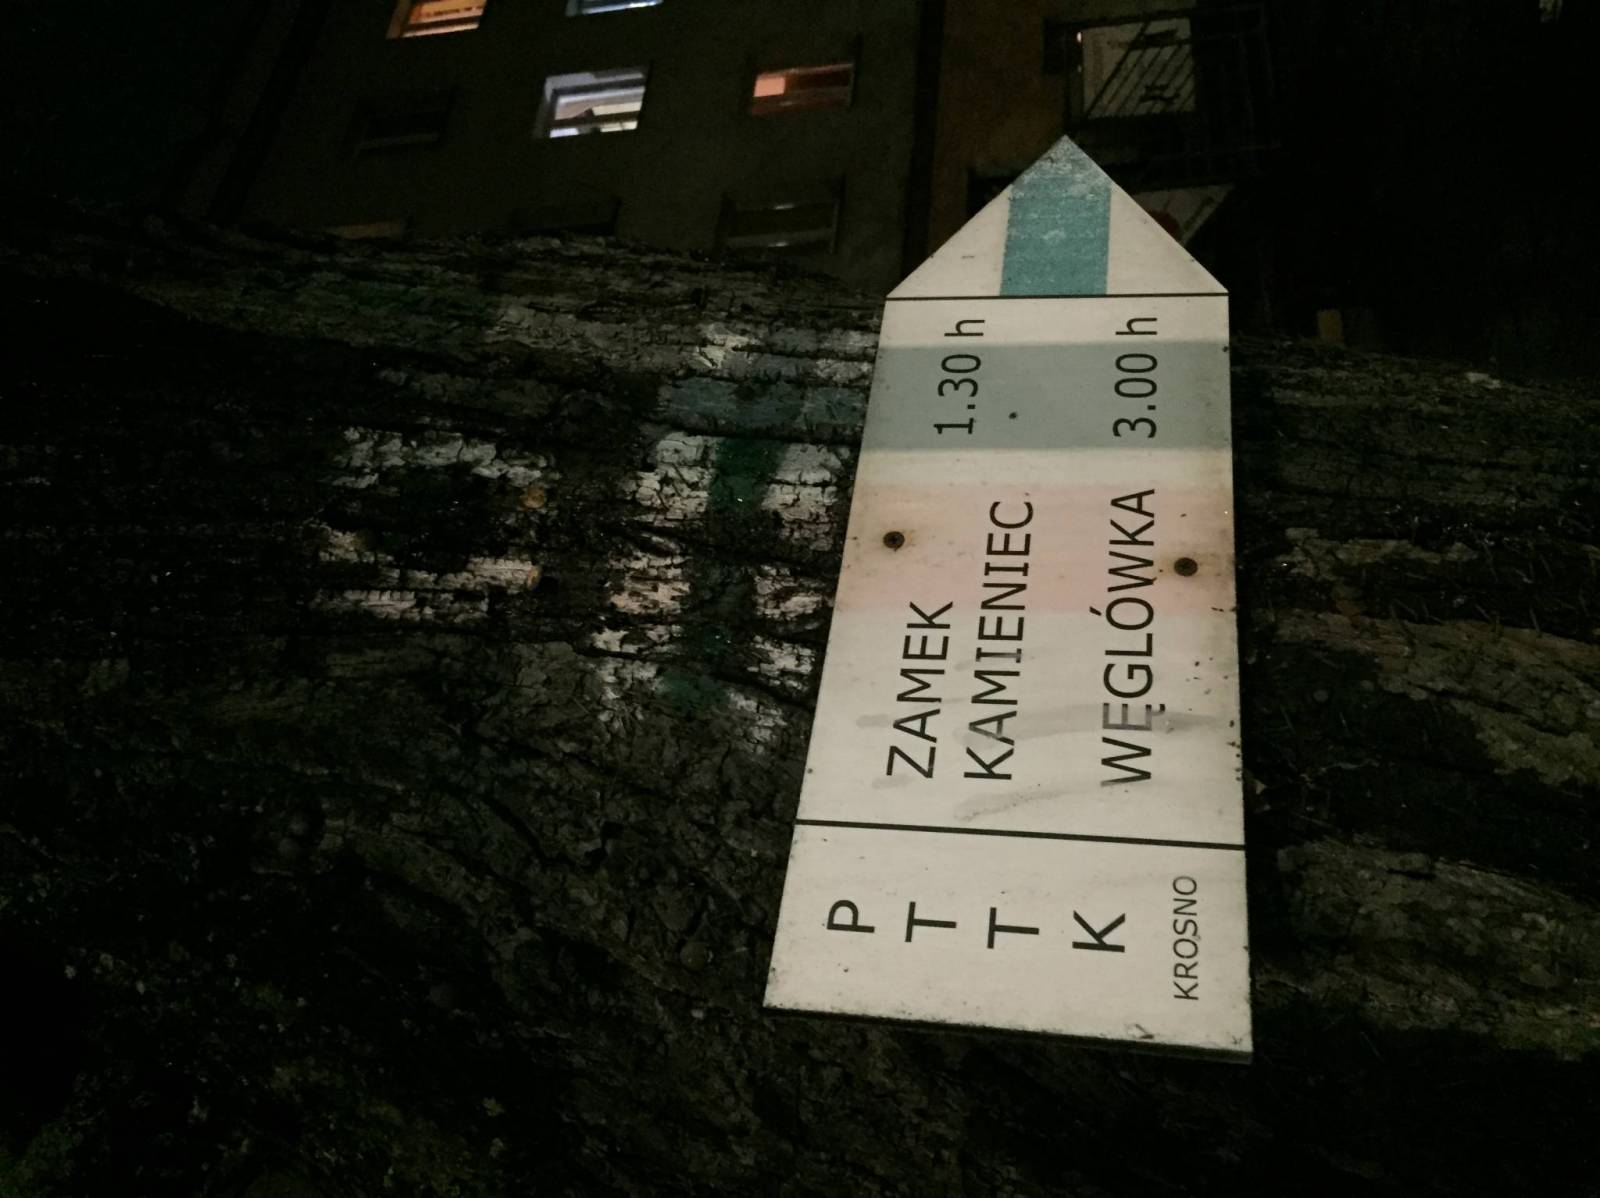 P
T
T
K
KROSNO
ZAMEK
KAMIENIEC 1.30 h
WĘGLÓWKA 3.00 h